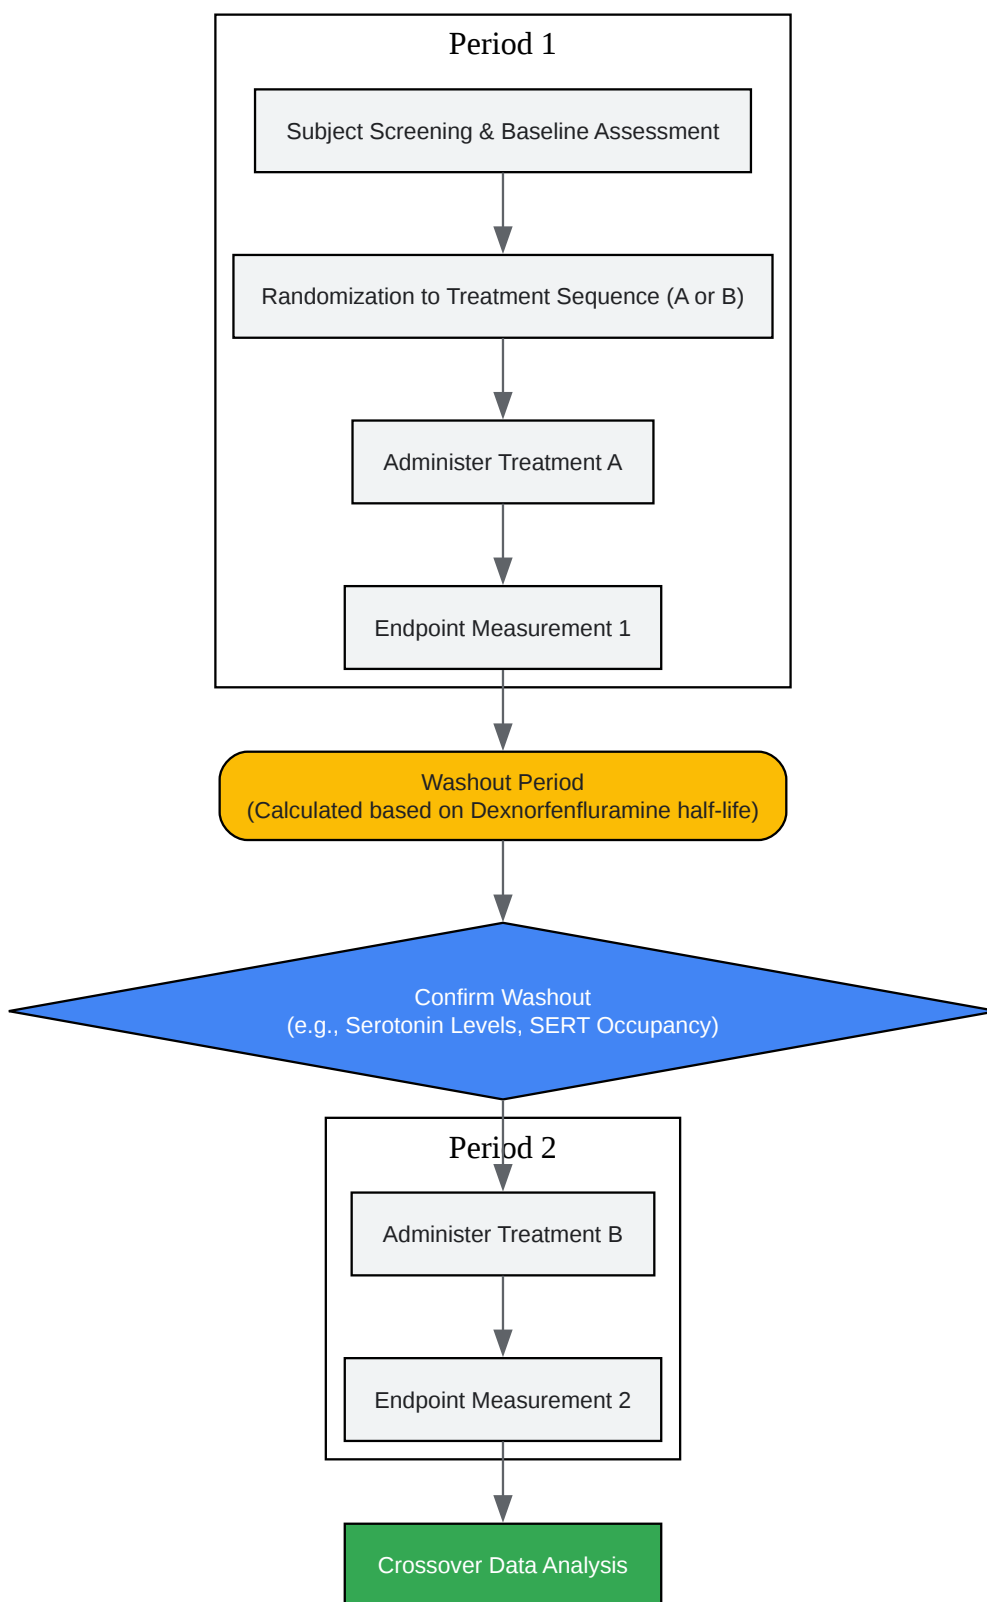 Period 1
Subject Screening & Baseline Assessment
Randomization to Treatment Sequence (A or B)
Administer Treatment A
Endpoint Measurement 1
Washout Period
(Calculated based on Dexnorfenfluramine half-life)
Confirm Washout
(e.g., Serotonin Levels, SERT Occupancy)
Period 2
Administer Treatment B
Endpoint Measurement 2
Crossover Data Analysis